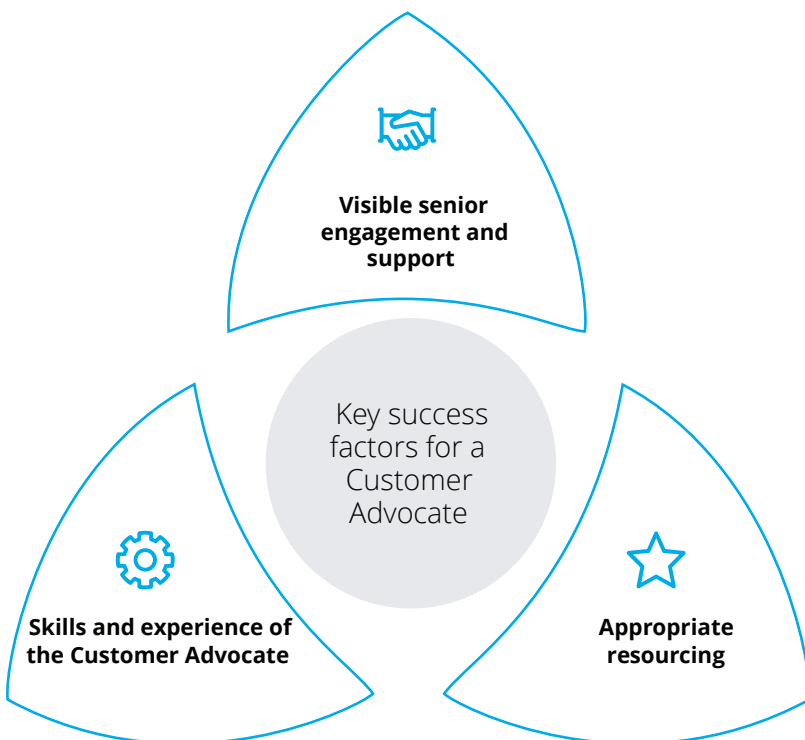 Visible senior
engagement and
support
Key success
factors for a
Customer
Advocate
Skills and experience of
the Customer Advocate
Appropriate
resourcing